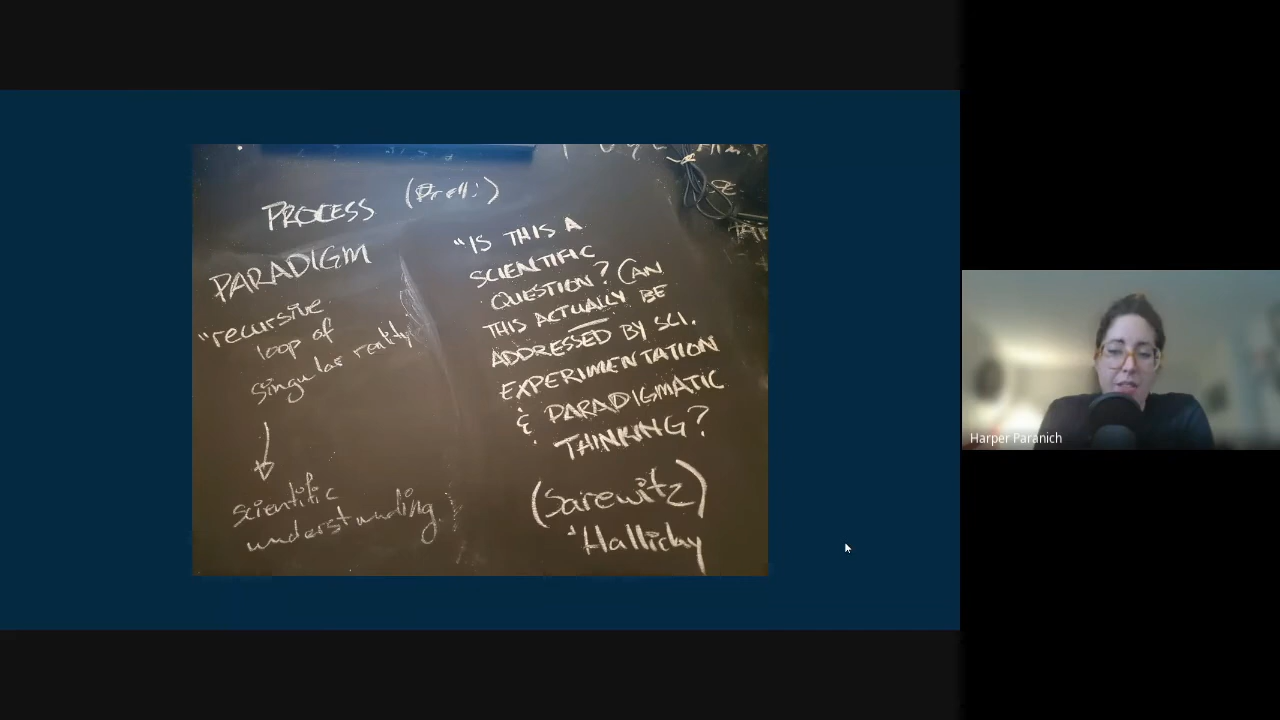 PROCESS (Prelli)
PARADIGM
"recursive
loop of
singular reality"
scientific
understanding
"IS THIS A
SCIENTIFIC
QUESTION? CAN
THIS ACTUALLY BE
ADDRESSED BY SCI.
EXPERIMENTATION
& PARADIGMATIC
THINKING?
(Sarewitz)
Halliday
Harper Paranich